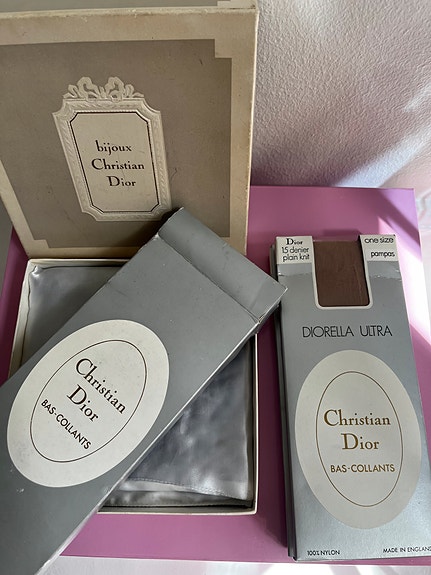 bijoux
Christian
Dior
Christian
Dior
BAS-COLLANTS
Dior
15 denier
plain knit
one size
pampas
DIORELLA ULTRA
Christian
Dior
BAS-COLLANTS
100% NYLON
MADE IN ENGLAND